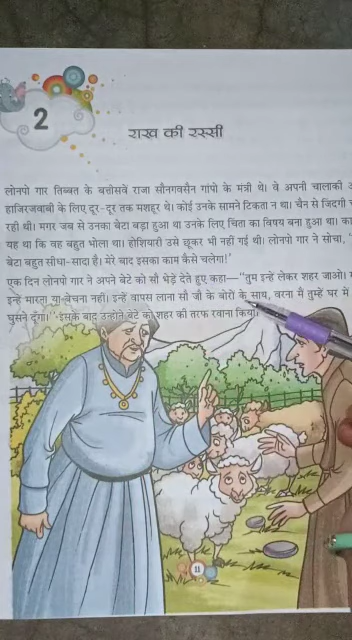 2
राख की रस्सी
लोनपो गार तिब्बत के बत्तीसवें राजा सौनगवसैन गांपो के मंत्री थे। वे अपनी चालाकी
हाजिरजवाबी के लिए दूर-दूर तक मशहूर थे। कोई उनके सामने टिकता न था। चैन से जिंदगी
रही थी। मगर जब से उनका बेटा बड़ा हुआ था उनके लिए चिंता का विषय बना हुआ था।
यह था कि वह बहुत भोला था। होशियारी उसे छूकर भी नहीं गई थी। लोनपो गार ने सोचा,
बेटा बहुत सीधा-सादा है। मेरे बाद इसका काम कैसे चलेगा!'
एक दिन लोनपो गार ने अपने बेटे को सौ भेड़ें देते हुए कहा—"तुम इन्हें लेकर शहर जाओ।
इन्हें मारना या बेचना नहीं। इन्हें वापस लाना सौ जौ के बोरों के साथ, वरना मैं तुम्हें घर में
घुसने दूँगा।" इसके बाद उन्होंने बेटे को शहर की तरफ रवाना किया।
11